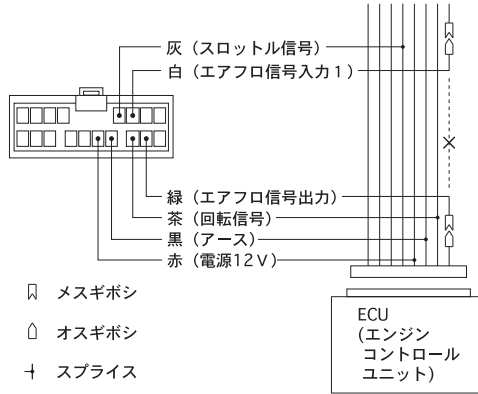 灰（スロットル信号）
白（エアフロ信号入力1）
緑（エアフロ信号出力）
茶（回転信号）
黒（アース）
赤（電源12V）
メスギボシ
オスギボシ
スプライス
ECU
(エンジン
コントロール
ユニット)